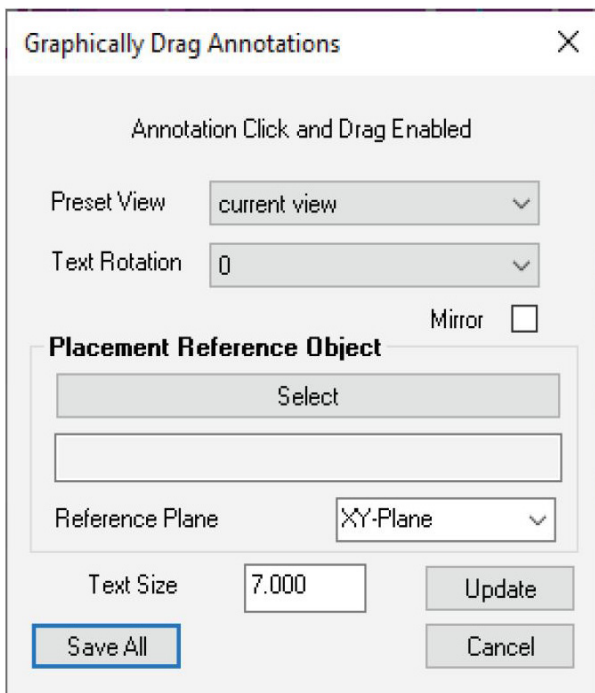 Graphically Drag Annotations
Annotation Click and Drag Enabled
Preset View current view
Text Rotation 0
Mirror
Placement Reference Object
Select
Reference Plane XY-Plane
Text Size 7.000 Update
Save All Cancel